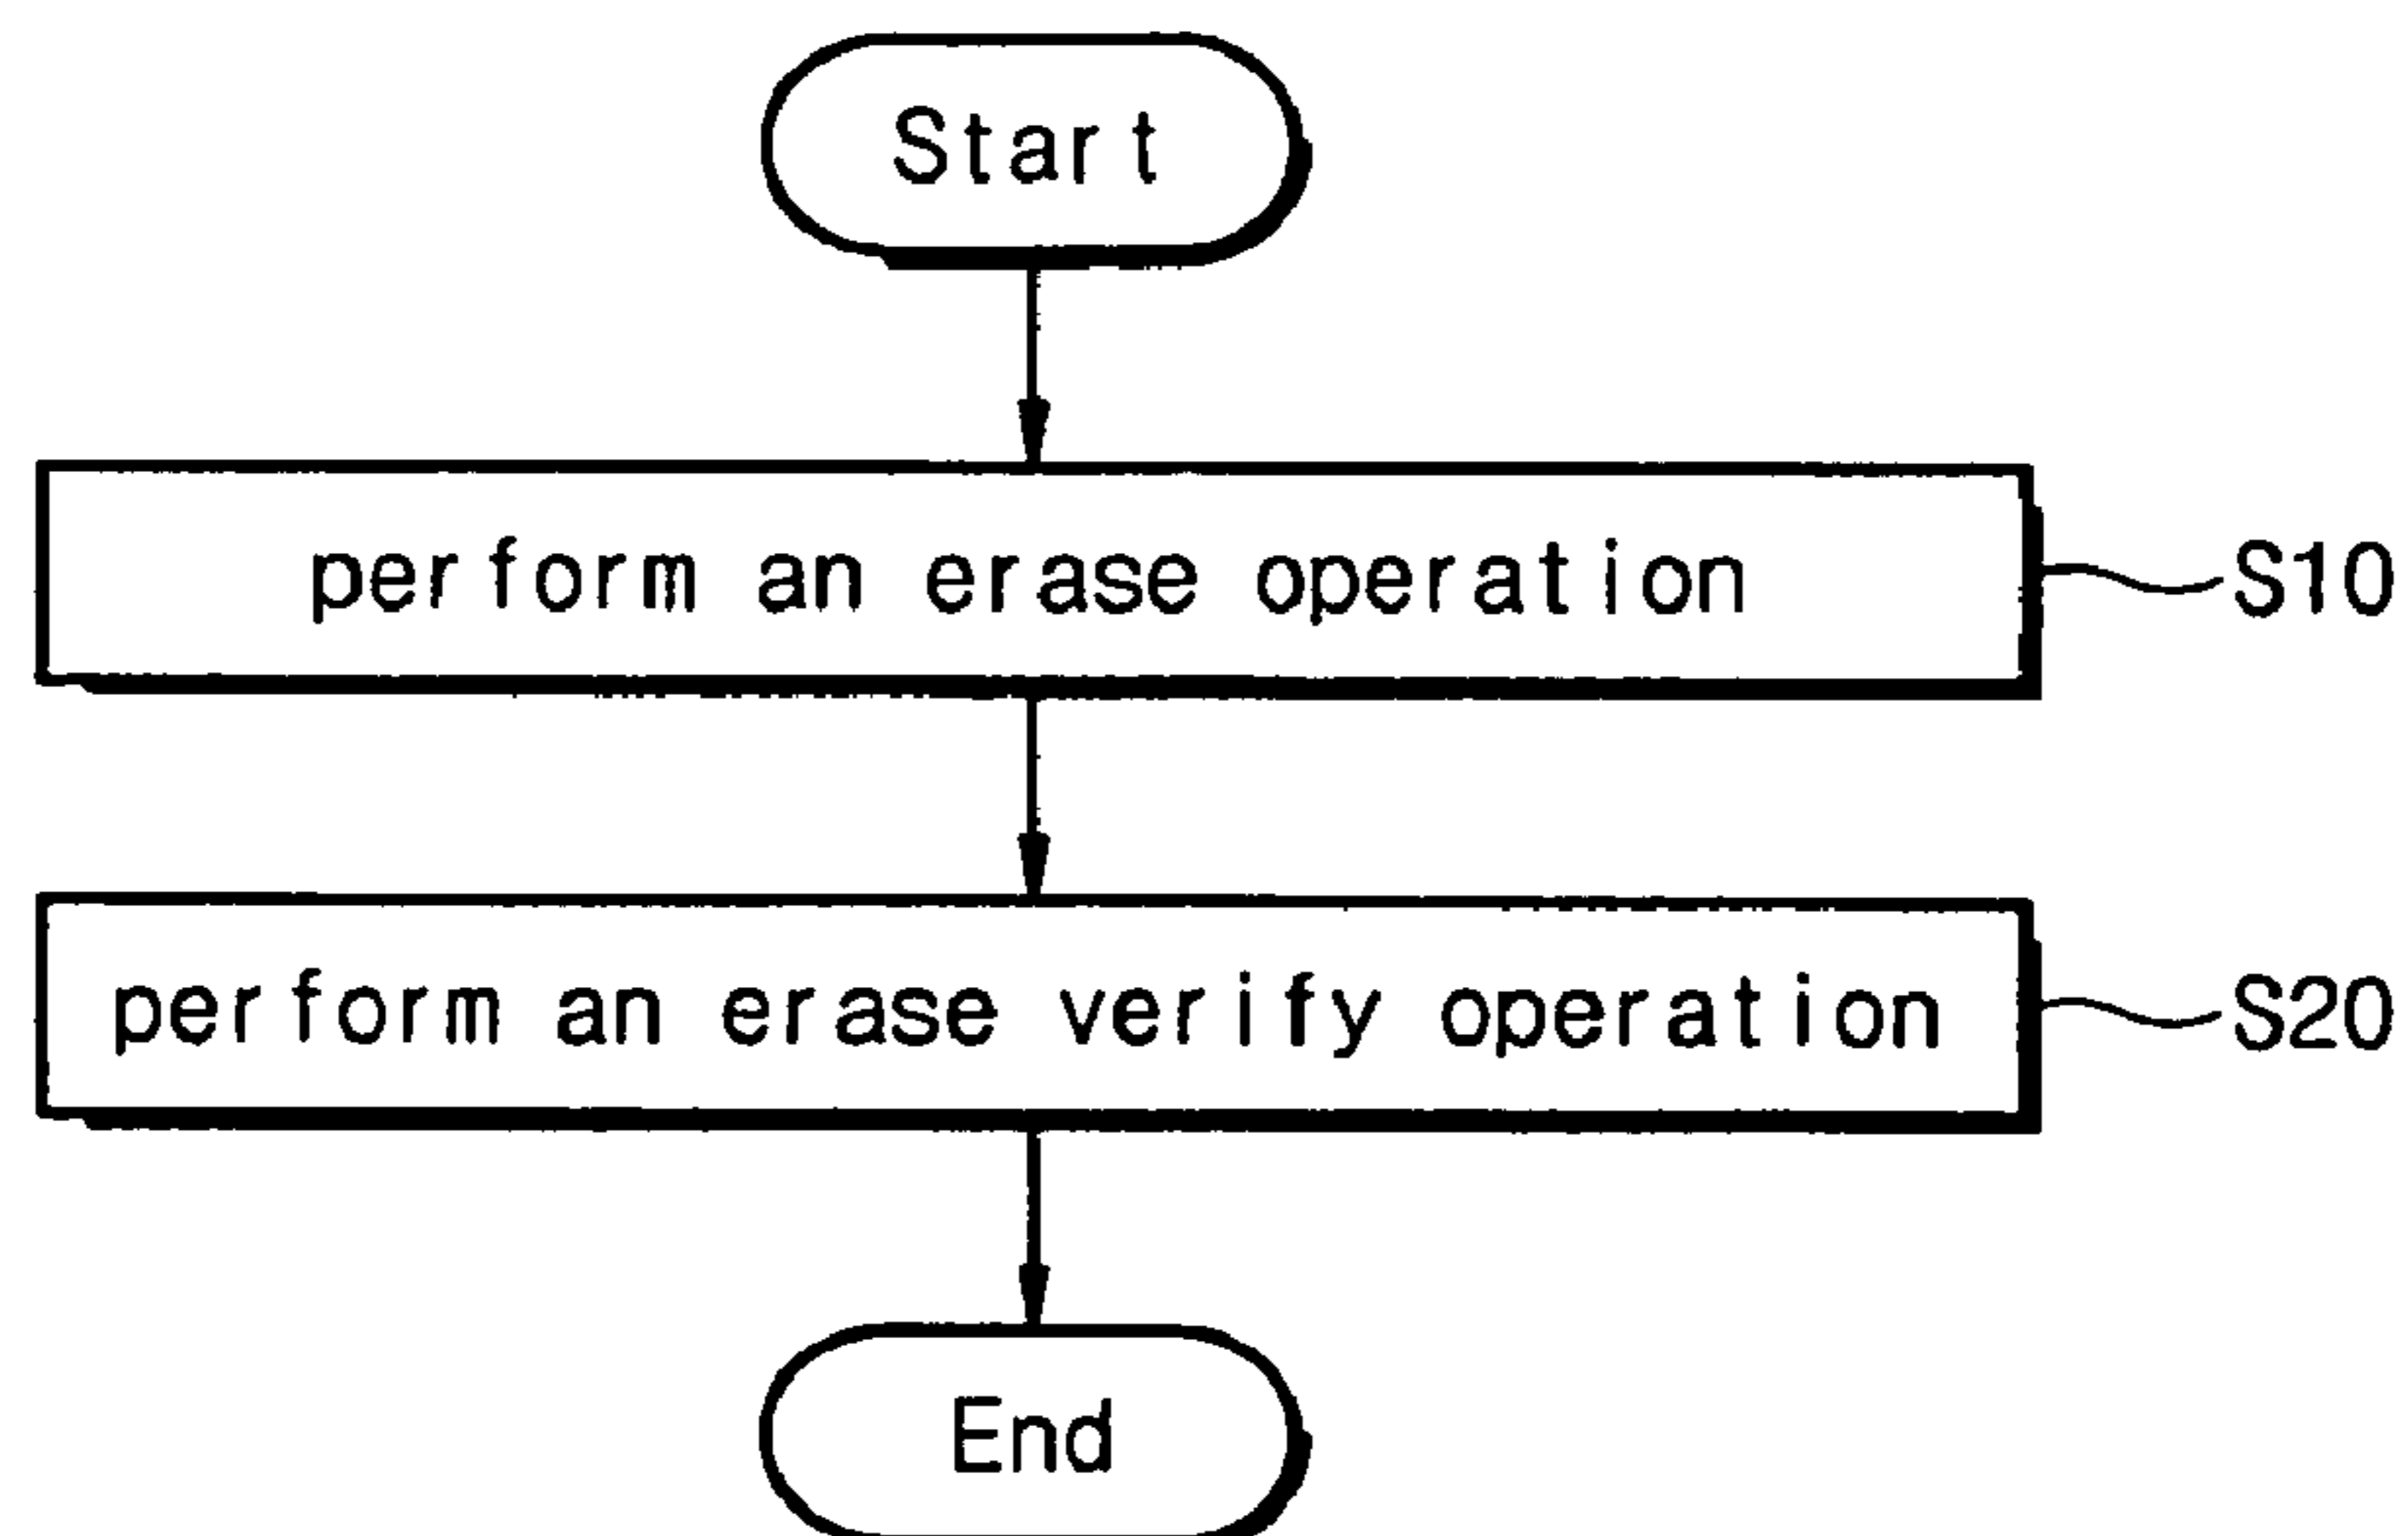 Start
perform an erase operation
S10
perform an erase verify operation
S20
End